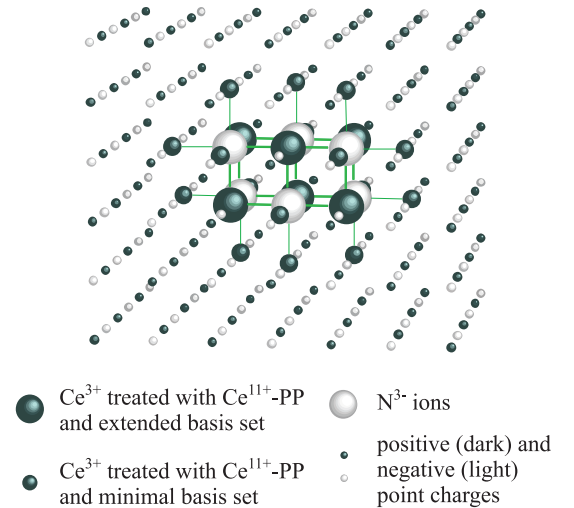 Ce³⁺ treated with Ce¹¹⁺-PP
and extended basis set
Ce³⁺ treated with Ce¹¹⁺-PP
and minimal basis set
N³⁻ ions
positive (dark) and
negative (light)
point charges